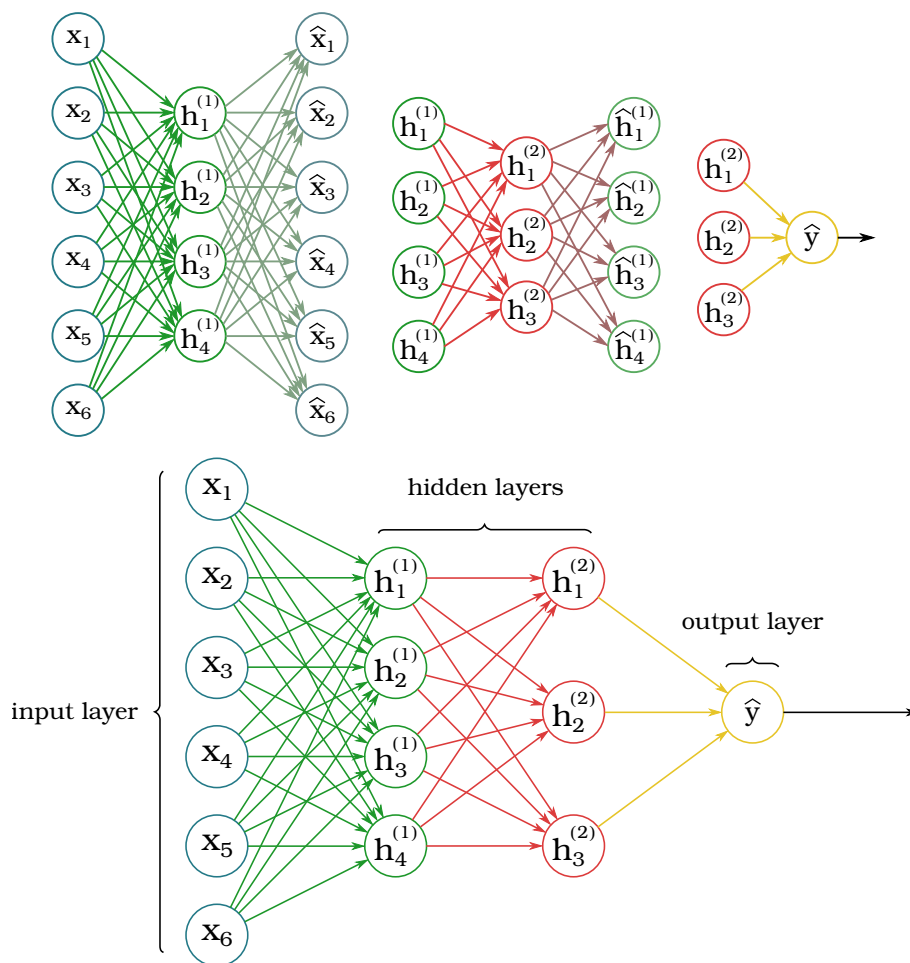 x₁
x₂
x₃
x₄
x₅
x₆
h₁⁽¹⁾
h₂⁽¹⁾
h₃⁽¹⁾
h₄⁽¹⁾
x̂₁
x̂₂
x̂₃
x̂₄
x̂₅
x̂₆
h₁⁽¹⁾
h₂⁽¹⁾
h₃⁽¹⁾
h₄⁽¹⁾
h₁⁽²⁾
h₂⁽²⁾
h₃⁽²⁾
ĥ₁⁽¹⁾
ĥ₂⁽¹⁾
ĥ₃⁽¹⁾
ĥ₄⁽¹⁾
h₁⁽²⁾
h₂⁽²⁾
h₃⁽²⁾
ŷ
input layer
x₁
x₂
x₃
x₄
x₅
x₆
hidden layers
h₁⁽¹⁾
h₂⁽¹⁾
h₃⁽¹⁾
h₄⁽¹⁾
h₁⁽²⁾
h₂⁽²⁾
h₃⁽²⁾
output layer
ŷ